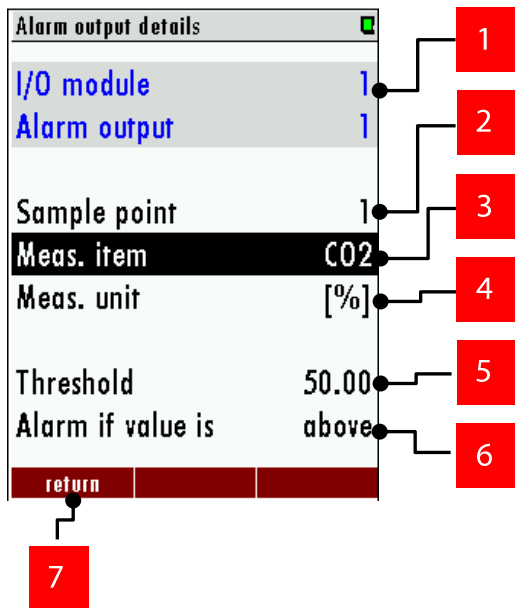 Alarm output details
1
I/O module 1
Alarm output 1
2
Sample point 1
3
Meas. item CO2
4
Meas. unit [%]
5
Threshold 50.00
6
Alarm if value is above
return
7